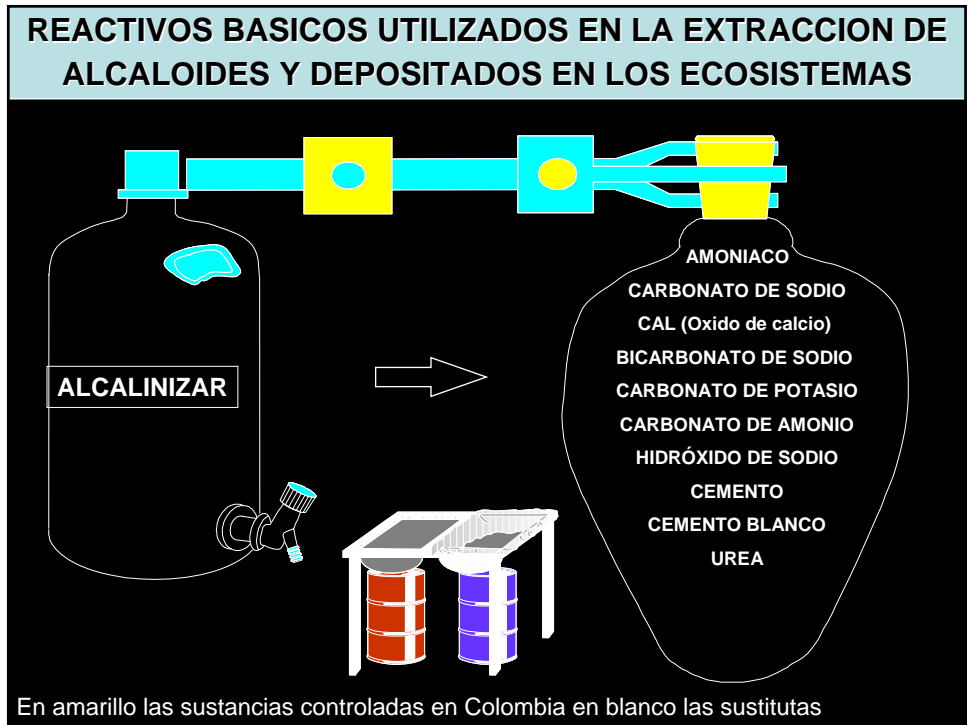 REACTIVOS BASICOS UTILIZADOS EN LA EXTRACCION DE
ALCALOIDES Y DEPOSITADOS EN LOS ECOSISTEMAS
ALCALINIZAR
AMONIACO
CARBONATO DE SODIO
CAL (Oxido de calcio)
BICARBONATO DE SODIO
CARBONATO DE POTASIO
CARBONATO DE AMONIO
HIDRÓXIDO DE SODIO
CEMENTO
CEMENTO BLANCO
UREA
En amarillo las sustancias controladas en Colombia en blanco las sustitutas